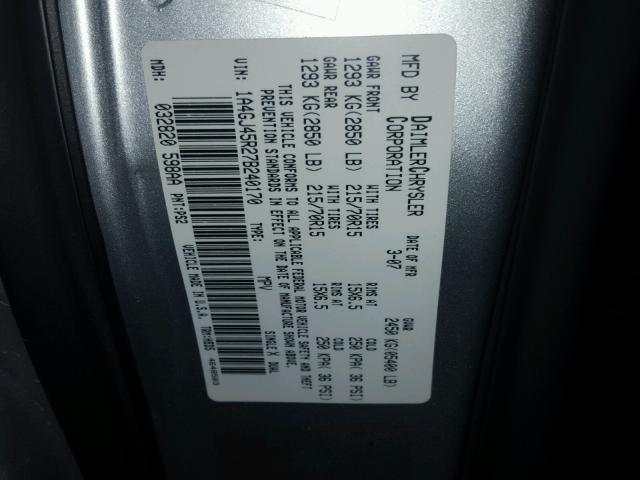 MFD BY DAIMLERCHRYSLER CORPORATION DATE OF MFR 3-07 GVWR 2450 KG(05400 LB)
GAWR FRONT WITH TIRES RIMS AT COLD
1293 KG(2850 LB) 215/70R15 15X6.5 250 KPA( 36 PSI)
GAWR REAR WITH TIRES RIMS AT COLD
1293 KG(2850 LB) 215/70R15 15X6.5 250 KPA( 36 PSI)
THIS VEHICLE CONFORMS TO ALL APPLICABLE FEDERAL MOTOR VEHICLE SAFETY AND THEFT
PREVENTION STANDARDS IN EFFECT ON THE DATE OF MANUFACTURE SHOWN ABOVE.
VIN: 1A4GJ45R27B240170 MPV SINGLE X DUAL
MDH: 032820 598AA PNT:PS2 VEHICLE MADE IN U.S.A.